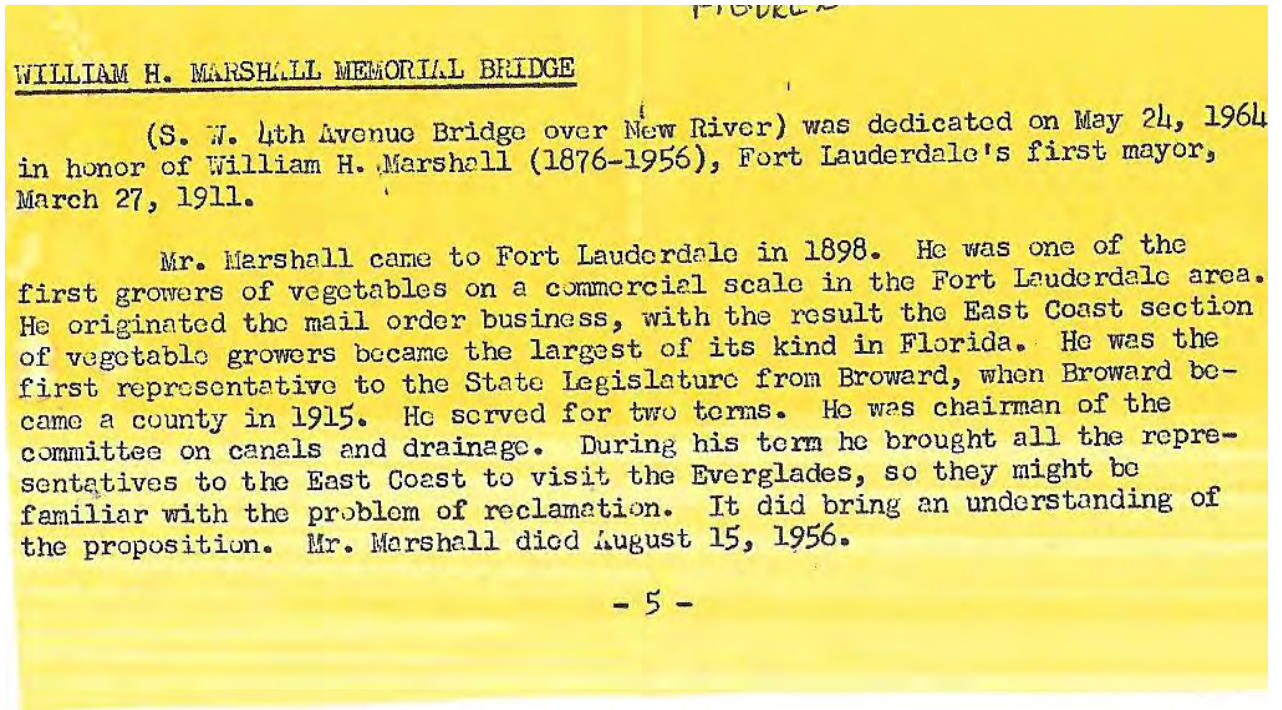 FIGURE 2
WILLIAM H. MARSHALL MEMORIAL BRIDGE
(S. W. 4th Avenue Bridge over New River) was dedicated on May 24, 1964
in honor of William H. Marshall (1876-1956), Fort Lauderdale's first mayor,
March 27, 1911.
Mr. Marshall came to Fort Lauderdale in 1898. He was one of the
first growers of vegetables on a commercial scale in the Fort Lauderdale area.
He originated the mail order business, with the result the East Coast section
of vegetable growers became the largest of its kind in Florida. He was the
first representative to the State Legislature from Broward, when Broward be-
came a county in 1915. He served for two terms. He was chairman of the
committee on canals and drainage. During his term he brought all the repre-
sentatives to the East Coast to visit the Everglades, so they might be
familiar with the problem of reclamation. It did bring an understanding of
the proposition. Mr. Marshall died August 15, 1956.
- 5 -